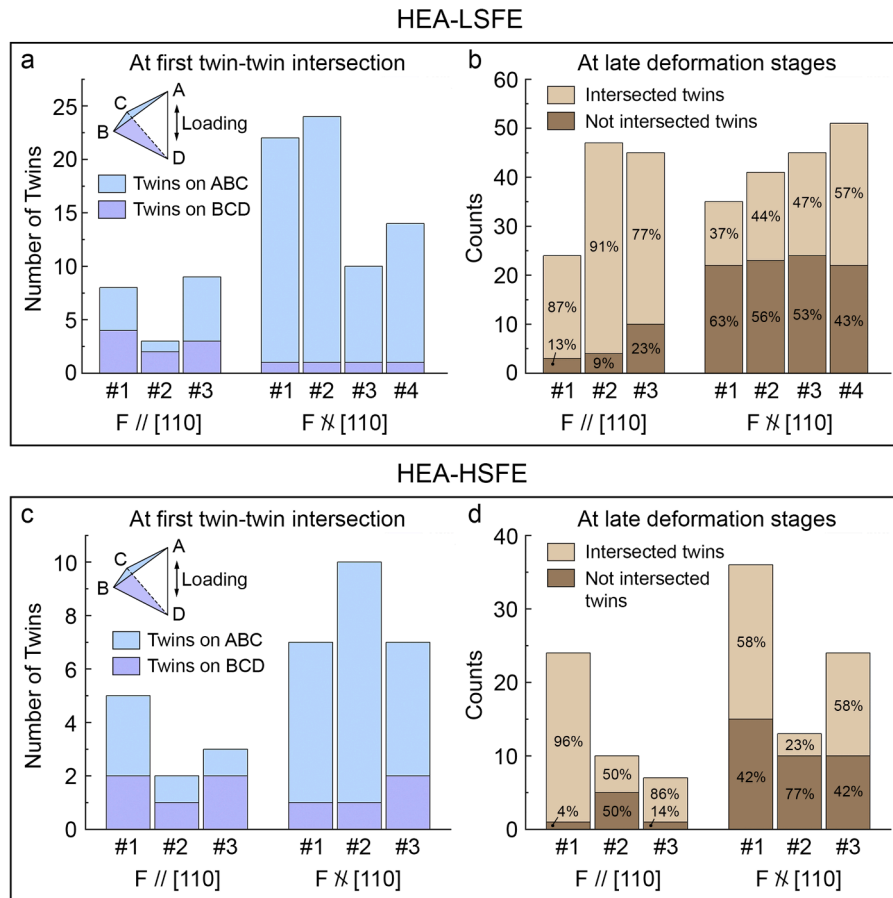 HEA-LSFE
a
At first twin-twin intersection
Number of Twins
25
20
15
10
5
0
A
C
B
D
Loading
Twins on ABC
Twins on BCD
#1 #2 #3 #1 #2 #3 #4
F // [110] F ∦ [110]
b
At late deformation stages
Counts
60
50
40
30
20
10
0
Intersected twins
Not intersected twins
87%
13%
91%
9%
77%
23%
37%
63%
44%
56%
47%
53%
57%
43%
#1 #2 #3 #1 #2 #3 #4
F // [110] F ∦ [110]
HEA-HSFE
c
At first twin-twin intersection
Number of Twins
10
8
6
4
2
0
A
C
B
D
Loading
Twins on ABC
Twins on BCD
#1 #2 #3 #1 #2 #3
F // [110] F ∦ [110]
d
At late deformation stages
Counts
40
30
20
10
0
Intersected twins
Not intersected
twins
96%
4%
50%
50%
86%
14%
58%
42%
23%
77%
58%
42%
#1 #2 #3 #1 #2 #3
F // [110] F ∦ [110]